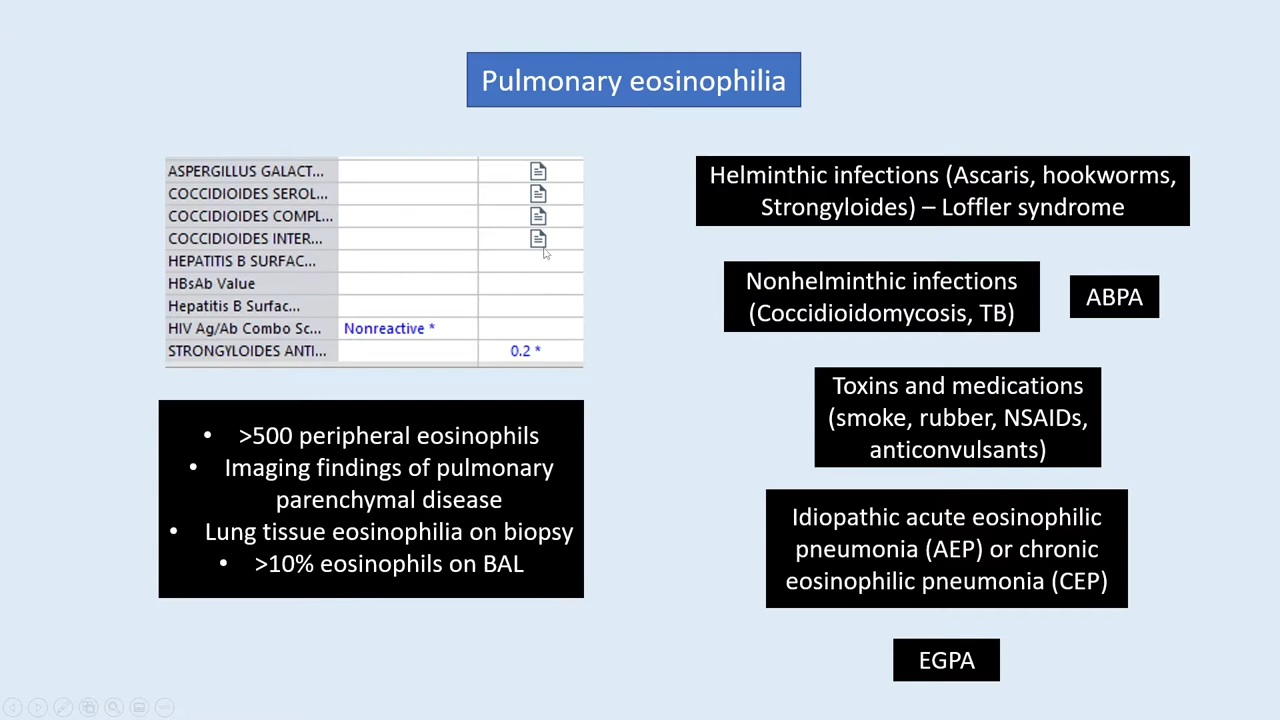 Pulmonary eosinophilia
ASPERGILLUS GALACT...
COCCIDIOIDES SEROL...
COCCIDIOIDES COMPL...
COCCIDIOIDES INTER...
HEPATITIS B SURFAC...
HBsAb Value
Hepatitis B Surfac...
HIV Ag/Ab Combo Sc... Nonreactive *
STRONGYLOIDES ANTI... 0.2 *
• >500 peripheral eosinophils
• Imaging findings of pulmonary
parenchymal disease
• Lung tissue eosinophilia on biopsy
• >10% eosinophils on BAL
Helminthic infections (Ascaris, hookworms,
Strongyloides) – Loffler syndrome
Nonhelminthic infections
(Coccidioidomycosis, TB)
ABPA
Toxins and medications
(smoke, rubber, NSAIDs,
anticonvulsants)
Idiopathic acute eosinophilic
pneumonia (AEP) or chronic
eosinophilic pneumonia (CEP)
EGPA